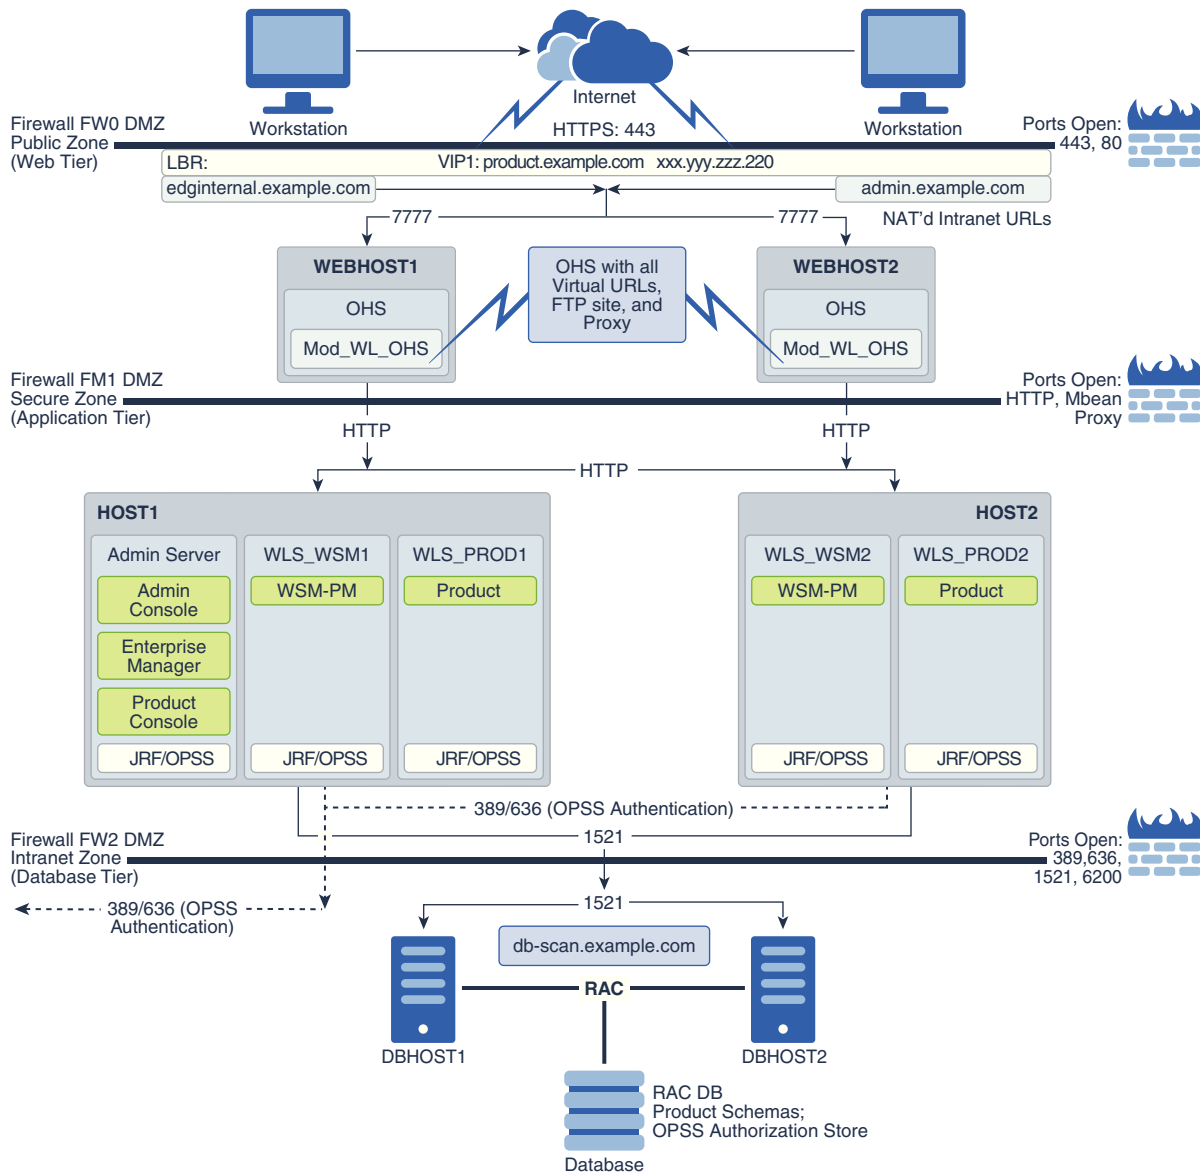 Internet
Workstation
HTTPS: 443
Workstation
Firewall FW0 DMZ
Public Zone
(Web Tier)
Ports Open:
443, 80
LBR:
VIP1: product.example.com xxx.yyy.zzz.220
edginternal.example.com
admin.example.com
7777
7777
NAT’d Intranet URLs
WEBHOST1
OHS
Mod_WL_OHS
OHS with all
Virtual URLs,
FTP site, and
Proxy
WEBHOST2
OHS
Mod_WL_OHS
Firewall FM1 DMZ
Secure Zone
(Application Tier)
Ports Open:
HTTP, Mbean
Proxy
HTTP
HTTP
HTTP
HOST1
Admin Server
Admin
Console
Enterprise
Manager
Product
Console
JRF/OPSS
WLS_WSM1
WSM-PM
JRF/OPSS
WLS_PROD1
Product
JRF/OPSS
HOST2
WLS_WSM2
WSM-PM
JRF/OPSS
WLS_PROD2
Product
JRF/OPSS
389/636 (OPSS Authentication)
1521
Firewall FW2 DMZ
Intranet Zone
(Database Tier)
Ports Open:
389,636,
1521, 6200
389/636 (OPSS
Authentication)
1521
db-scan.example.com
RAC
DBHOST1
DBHOST2
RAC DB
Product Schemas;
OPSS Authorization Store
Database